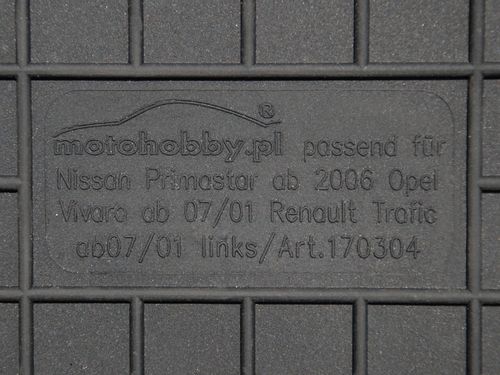 motohobby.pl® passend für
Nissan Primastar ab 2006 Opel
Vivara ab 07/01 Renault Trafic
ab07/01 links/Art.170304